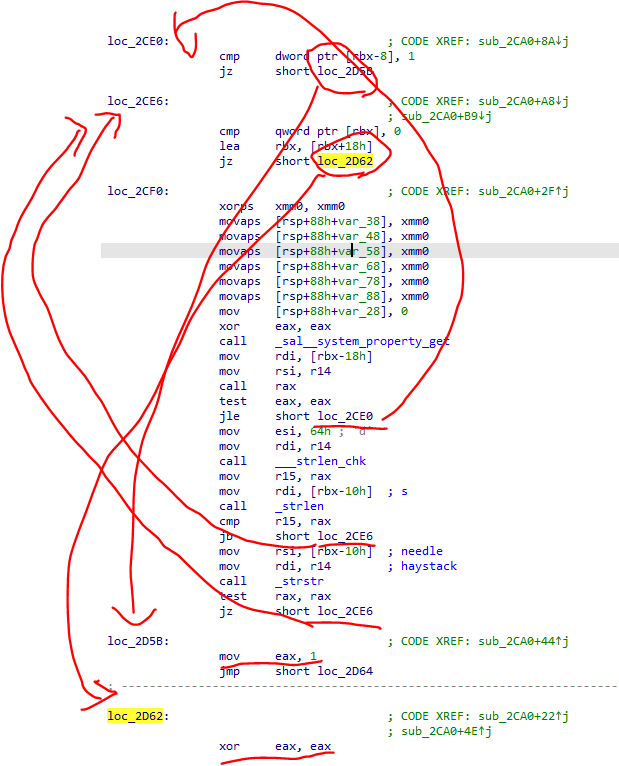 loc_2CE0: ; CODE XREF: sub_2CA0+8A↓j
cmp dword ptr [rbx-8], 1
jz short loc_2D5B
loc_2CE6: ; CODE XREF: sub_2CA0+A8↓j
; sub_2CA0+B9↓j
cmp qword ptr [rbx], 0
lea rbx, [rbx+18h]
jz short loc_2D62
loc_2CF0: ; CODE XREF: sub_2CA0+2F↑j
xorps xmm0, xmm0
movaps [rsp+88h+var_38], xmm0
movaps [rsp+88h+var_48], xmm0
movaps [rsp+88h+var_58], xmm0
movaps [rsp+88h+var_68], xmm0
movaps [rsp+88h+var_78], xmm0
movaps [rsp+88h+var_88], xmm0
mov [rsp+88h+var_28], 0
xor eax, eax
call _sal__system_property_get
mov rdi, [rbx-18h]
mov rsi, r14
call rax
test eax, eax
jle short loc_2CE0
mov esi, 64h ; 'd'
mov rdi, r14
call ___strlen_chk
mov r15, rax
mov rdi, [rbx-10h] ; s
call _strlen
cmp r15, rax
jb short loc_2CE6
mov rsi, [rbx-10h] ; needle
mov rdi, r14 ; haystack
call _strstr
test rax, rax
jz short loc_2CE6
loc_2D5B: ; CODE XREF: sub_2CA0+44↑j
mov eax, 1
jmp short loc_2D64
; ---------------------------------------------------------------------------
loc_2D62: ; CODE XREF: sub_2CA0+22↑j
; sub_2CA0+4E↑j
xor eax, eax